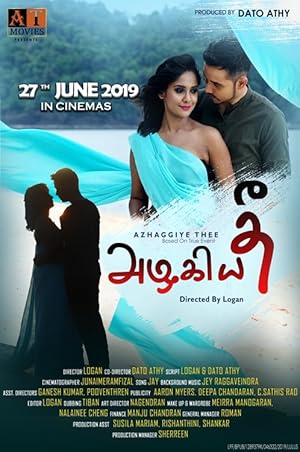 PRODUCED BY DATO ATHY
AT
MOVIES
PRESENTS
27TH JUNE 2019
IN CINEMAS
AZHAGGIYE THEE
Based On True Event
அழகிய தீ
Directed By Logan
DIRECTOR LOGAN CO-DIRECTOR DATO ATHY SCRIPT LOGAN & DATO ATHY
CINEMATOGRAPHER JUNAIMERAMFIZAL SONG JAY BACKGROUND MUSIC JEY RAGGAVEINDRA
ASST. DIRECTORS GANESH KUMAR, POOVENTHREN PUBLICITY AARON MYERS, DEEPA CHANDARAN, C.SATHIS RAO
EDITOR LOGAN DUBBING TIBAN ART DIRECTOR NAGENDRAN MAKE UP & WARDROBE MEIRRA MANOGARAN,
NALAINEE CHENG FINANCE MANJU CHANDRAN GENERAL MANAGER ROMAN
PRODUCTION ASST SUSILA MARIAM, RISHANTHINI, SHANKAR
PRODUCTION MANAGER SHERREEN